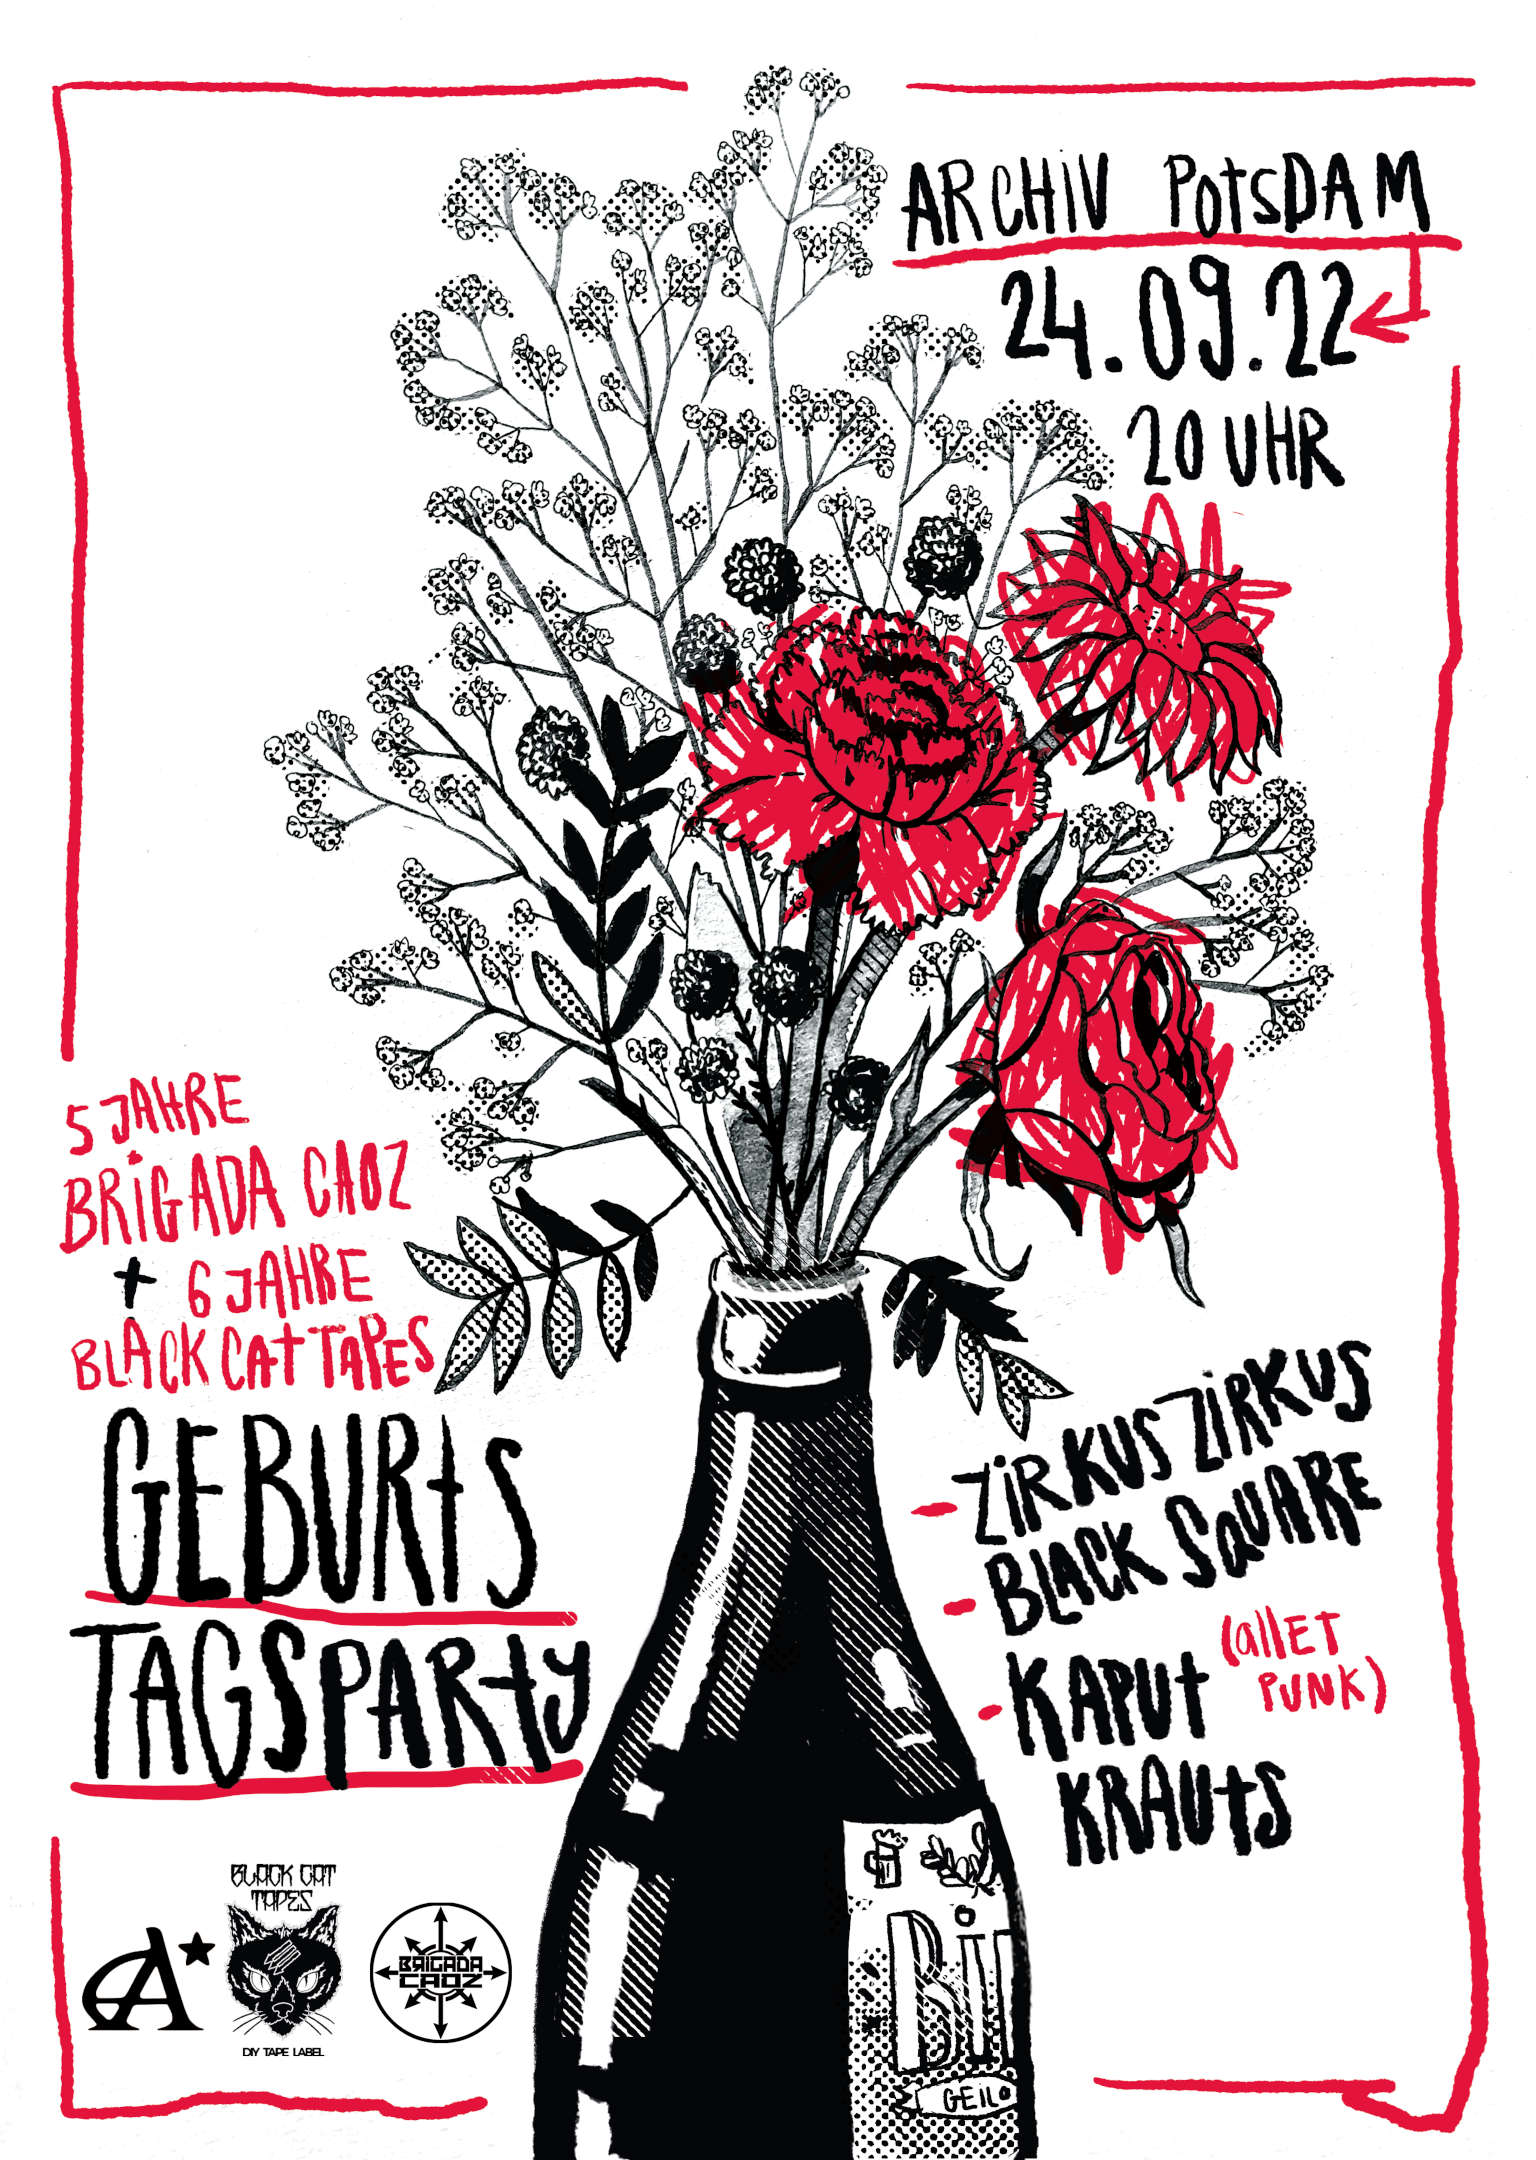 ARCHIV POTSDAM
24.09.22
20 UHR
5 JAHRE
BRIGADA CAOZ
+ 6 JAHRE
BLACK CAT TAPES
GEBURTS
TAGSPARTY
- ZIRKUS ZIRKUS
- BLACK SQUARE
- KAPUT
KRAUTS
(allET
PUNK)
BLACK CAT
TAPES
DIY TAPE LABEL
BRIGADA
CAOZ
A
GEILO